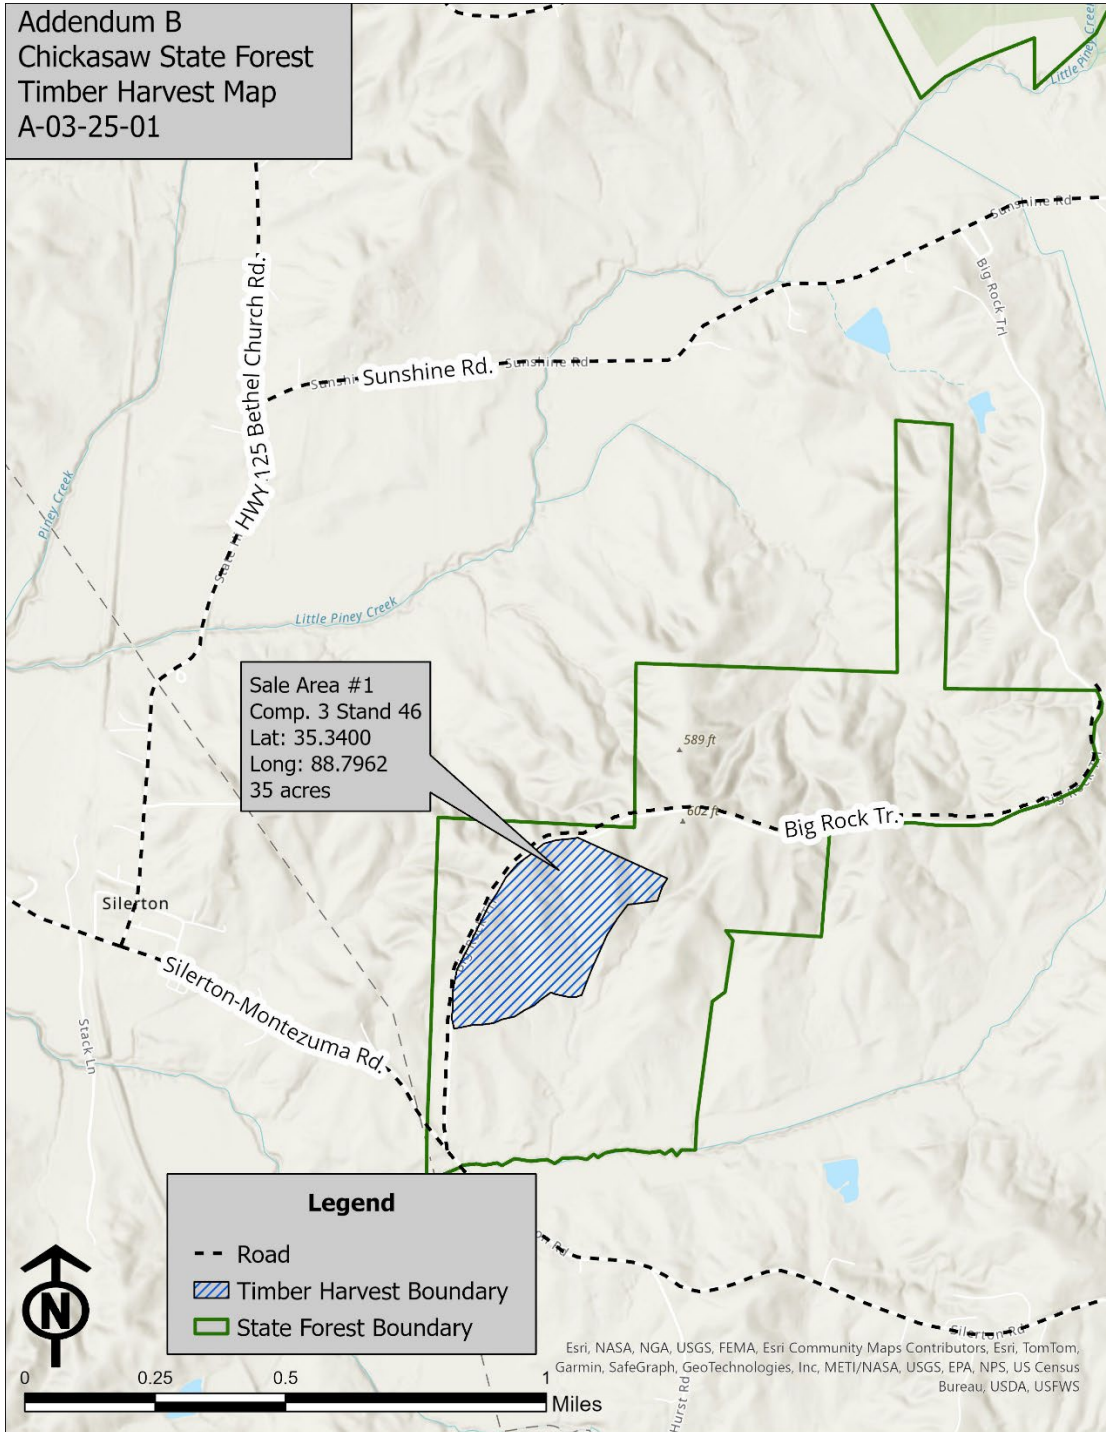 Addendum B
Chickasaw State Forest
Timber Harvest Map
A-03-25-01
Little Piney Creek
Sunshine Rd
Big Rock Trl
HWY 125 Bethel Church Rd.
Sunshine Rd.
Sunshine Rd
Piney Creek
Little Piney Creek
Sale Area #1
Comp. 3 Stand 46
Lat: 35.3400
Long: 88.7962
35 acres
589 ft
602 ft
Big Rock Tr.
Silerton
Silerton-Montezuma Rd.
Stack Ln
Legend
Road
Timber Harvest Boundary
State Forest Boundary
N
Silerton Rd
Hurst Rd
Esri, NASA, NGA, USGS, FEMA, Esri Community Maps Contributors, Esri, TomTom,
Garmin, SafeGraph, GeoTechnologies, Inc, METI/NASA, USGS, EPA, NPS, US Census
Bureau, USDA, USFWS
0 0.25 0.5 1
Miles